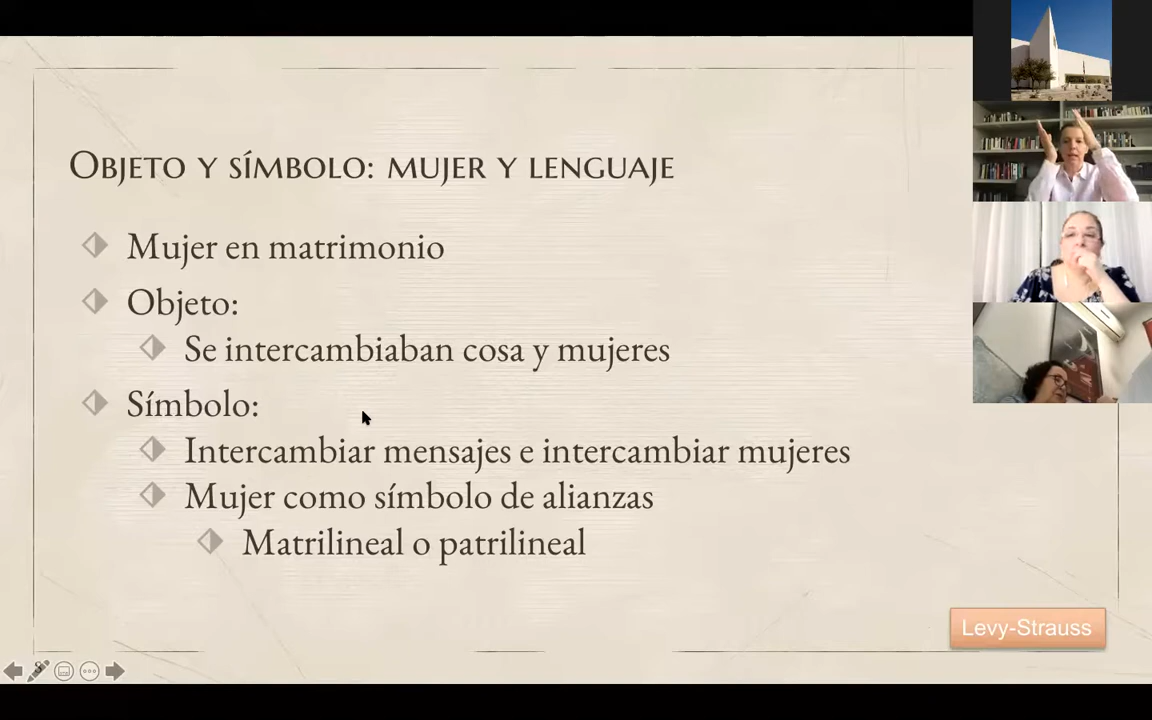 Objeto y símbolo: mujer y lenguaje
Mujer en matrimonio
Objeto:
Se intercambiaban cosa y mujeres
Símbolo:
Intercambiar mensajes e intercambiar mujeres
Mujer como símbolo de alianzas
Matrilineal o patrilineal
Levy-Strauss